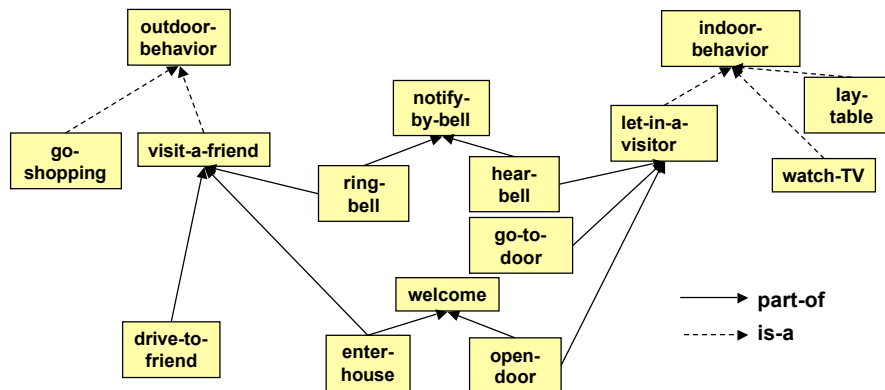 outdoor-
behavior
indoor-
behavior
notify-
by-bell
lay-
table
go-
shopping
visit-a-friend
let-in-a-
visitor
ring-
bell
hear-
bell
watch-TV
go-to-
door
welcome
part-of
drive-to-
friend
enter-
house
open-
door
is-a